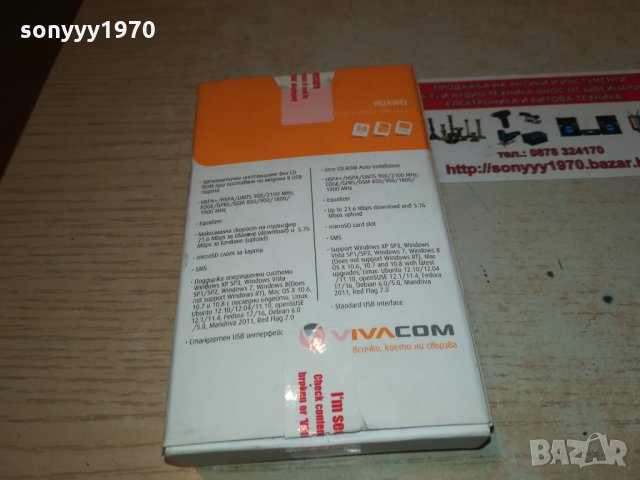 sonyyy1970
HUAWEI
3G
· Автоматично инсталиране без CD
ROM при поставяне на модема в USB
порта
· HSPA+/HSPA/UMTS 900/2100 MHz,
EDGE/GPRS/GSM 850/900/1800/
1900 MHz
· Equalizer
· Максимална скорост на трансфер
21.6 Mbps за сваляне (download) и 5.76
Mbps за качване (upload)
· microSD слот за карта
· SMS
· Поддържа операционни системи
Windows XP SP3, Windows Vista
SP1/SP2, Windows 7, Windows 8(Does
not support Windows RT), Mac OS X 10.6,
10.7 и 10.8 с последни ъпдейти, Linux:
Ubuntu 12.10/12.04/11.10, openSUSE
12.1/11.4, Fedora 17/16, Debian 6.0
/5.0, Mandriva 2011, Red Flag 7.0
· Стандартен USB интерфейс
· Zero CD-ROM Auto Installation
· HSPA+/HSPA/UMTS 900/2100 MHz,
EDGE/GPRS/GSM 850/900/1800/
1900 MHz
· Equalizer
· Up to 21.6 Mbps download and 5.76
Mbps upload
· microSD card slot
· SMS
· Support Windows XP SP3, Windows
Vista SP1/SP2, Windows 7, Windows
8(Does not support Windows RT), Mac
OS X 10.6, 10.7 and 10.8 with latest
upgrades, Linux: Ubuntu 12.10/12.04
/11.10, openSUSE 12.1/11.4, Fedora
17/16, Debian 6.0/5.0, Mandriva
2011, Red Flag 7.0
· Standard USB interface
VIVACOM
Всичко, което ни свързва
I'm se
Check conten
broken or
ПРОДАЖБА НА АНТИКИ И ИНСТРУМЕНТИ
АУДИО ТЕХНИКА ВНОС ОТ ШВЕЙЦАРИ
ЕЛЕКТРОНИКА И БИТОВА ТЕХНИКА
тел.: 0878 324170
http://sonyyy1970.bazar.b
BAZAR